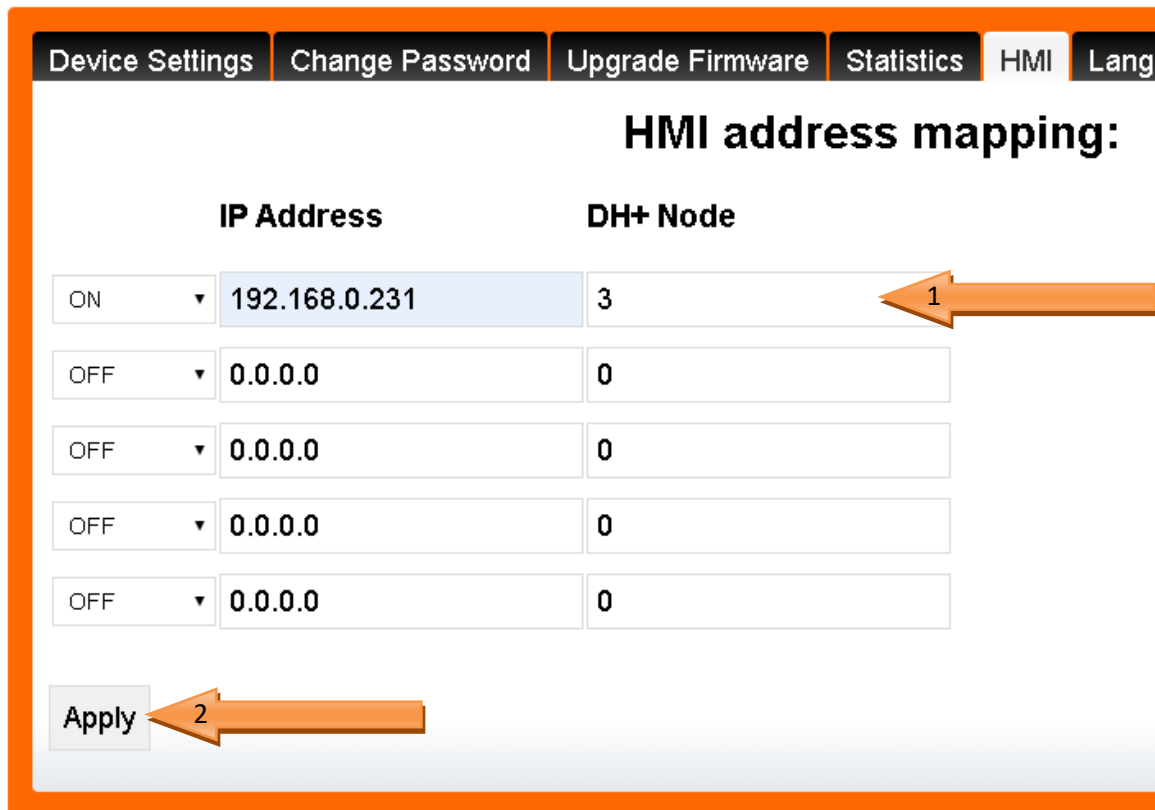 Device Settings Change Password Upgrade Firmware Statistics HMI Lang
HMI address mapping:
IP Address DH+ Node
ON 192.168.0.231 3 1
OFF 0.0.0.0 0
OFF 0.0.0.0 0
OFF 0.0.0.0 0
OFF 0.0.0.0 0
Apply 2